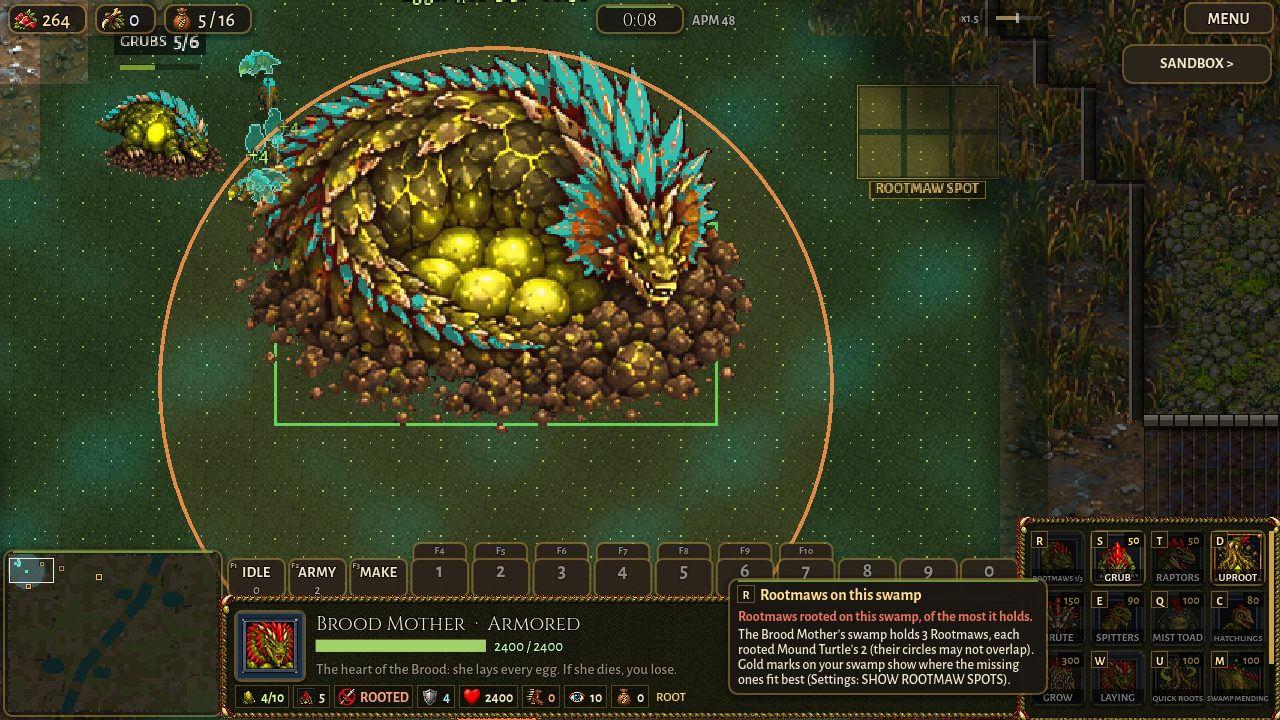 264
0
5 / 16
0:08
APM 48
x1.5
MENU
GRUBS 5/6
SANDBOX >
+4
+4
ROOTMAW SPOT
F1 IDLE 0
F2 ARMY 2
MAKE
F4 1
F5 2
F6 3
F7 4
F8 5
F9 6
F10 7
8
9
0
BROOD MOTHER · ARMORED
2400 / 2400
The heart of the Brood: she lays every egg. If she dies, you lose.
4/10
5
ROOTED
4
2400
0
10
0
ROOT
R Rootmaws on this swamp
Rootmaws rooted on this swamp, of the most it holds.
The Brood Mother's swamp holds 3 Rootmaws, each
rooted Mound Turtle's 2 (their circles may not overlap).
Gold marks on your swamp show where the missing
ones fit best (Settings: SHOW ROOTMAW SPOTS).
R ROOTMAWS 1/3
S 50 GRUB
T 50 RAPTORS
D UPROOT
150 RUTE
E 90 SPITTERS
Q 100 MIST TOAD
C 80 HATCHLINGS
300 GROW
W LAYING
U 100 QUICK ROOTS
M 100 SWAMP MENDING